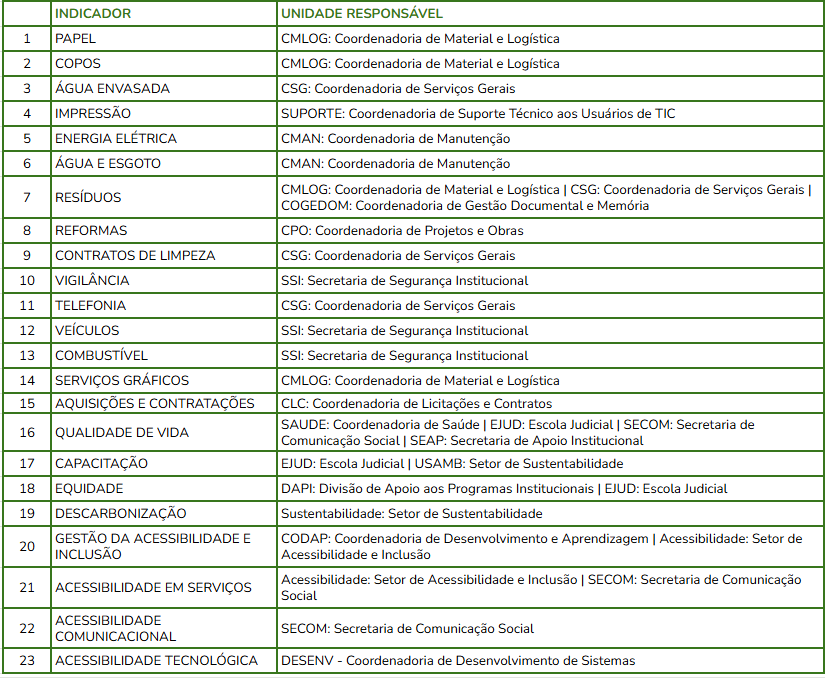 INDICADOR UNIDADE RESPONSÁVEL
1 PAPEL CMLOG: Coordenadoria de Material e Logística
2 COPOS CMLOG: Coordenadoria de Material e Logística
3 ÁGUA ENVASADA CSG: Coordenadoria de Serviços Gerais
4 IMPRESSÃO SUPORTE: Coordenadoria de Suporte Técnico aos Usuários de TIC
5 ENERGIA ELÉTRICA CMAN: Coordenadoria de Manutenção
6 ÁGUA E ESGOTO CMAN: Coordenadoria de Manutenção
7 RESÍDUOS CMLOG: Coordenadoria de Material e Logística | CSG: Coordenadoria de Serviços Gerais |
COGEDOM: Coordenadoria de Gestão Documental e Memória
8 REFORMAS CPO: Coordenadoria de Projetos e Obras
9 CONTRATOS DE LIMPEZA CSG: Coordenadoria de Serviços Gerais
10 VIGILÂNCIA SSI: Secretaria de Segurança Institucional
11 TELEFONIA CSG: Coordenadoria de Serviços Gerais
12 VEÍCULOS SSI: Secretaria de Segurança Institucional
13 COMBUSTÍVEL SSI: Secretaria de Segurança Institucional
14 SERVIÇOS GRÁFICOS CMLOG: Coordenadoria de Material e Logística
15 AQUISIÇÕES E CONTRATAÇÕES CLC: Coordenadoria de Licitações e Contratos
16 QUALIDADE DE VIDA SAUDE: Coordenadoria de Saúde | EJUD: Escola Judicial | SECOM: Secretaria de
Comunicação Social | SEAP: Secretaria de Apoio Institucional
17 CAPACITAÇÃO EJUD: Escola Judicial | USAMB: Setor de Sustentabilidade
18 EQUIDADE DAPI: Divisão de Apoio aos Programas Institucionais | EJUD: Escola Judicial
19 DESCARBONIZAÇÃO Sustentabilidade: Setor de Sustentabilidade
20 GESTÃO DA ACESSIBILIDADE E
INCLUSÃO CODAP: Coordenadoria de Desenvolvimento e Aprendizagem | Acessibilidade: Setor de
Acessibilidade e Inclusão
21 ACESSIBILIDADE EM SERVIÇOS Acessibilidade: Setor de Acessibilidade e Inclusão | SECOM: Secretaria de Comunicação
Social
22 ACESSIBILIDADE
COMUNICACIONAL SECOM: Secretaria de Comunicação Social
23 ACESSIBILIDADE TECNOLÓGICA DESENV - Coordenadoria de Desenvolvimento de Sistemas